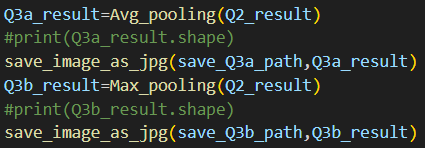 Q3a_result=Avg_pooling(Q2_result)
#print(Q3a_result.shape)
save_image_as_jpg(save_Q3a_path,Q3a_result)
Q3b_result=Max_pooling(Q2_result)
#print(Q3b_result.shape)
save_image_as_jpg(save_Q3b_path,Q3b_result)